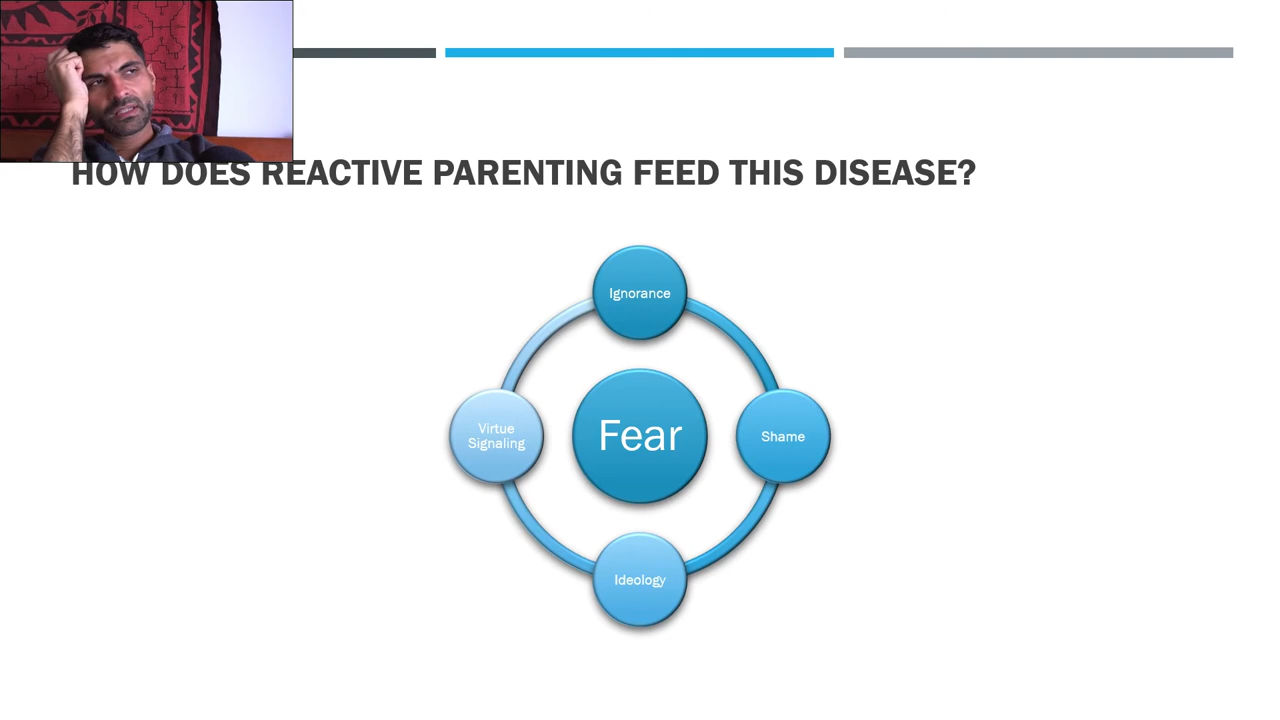 HOW DOES REACTIVE PARENTING FEED THIS DISEASE?
Ignorance
Virtue
Signaling
Fear
Shame
Ideology